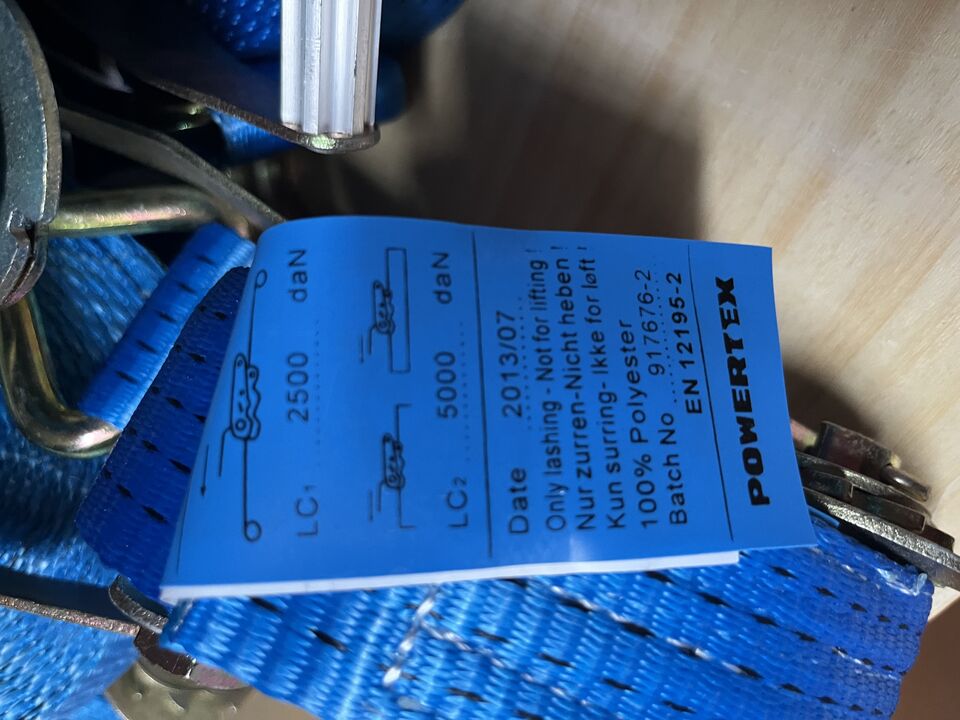 LC1 2500 daN
LC2 5000 daN
Date 2013/07
Only lashing - Not for lifting !
Nur zurren-Nicht heben !
Kun surring- Ikke for løft !
100% Polyester
Batch No 917676-2
EN 12195-2
POWERTEX